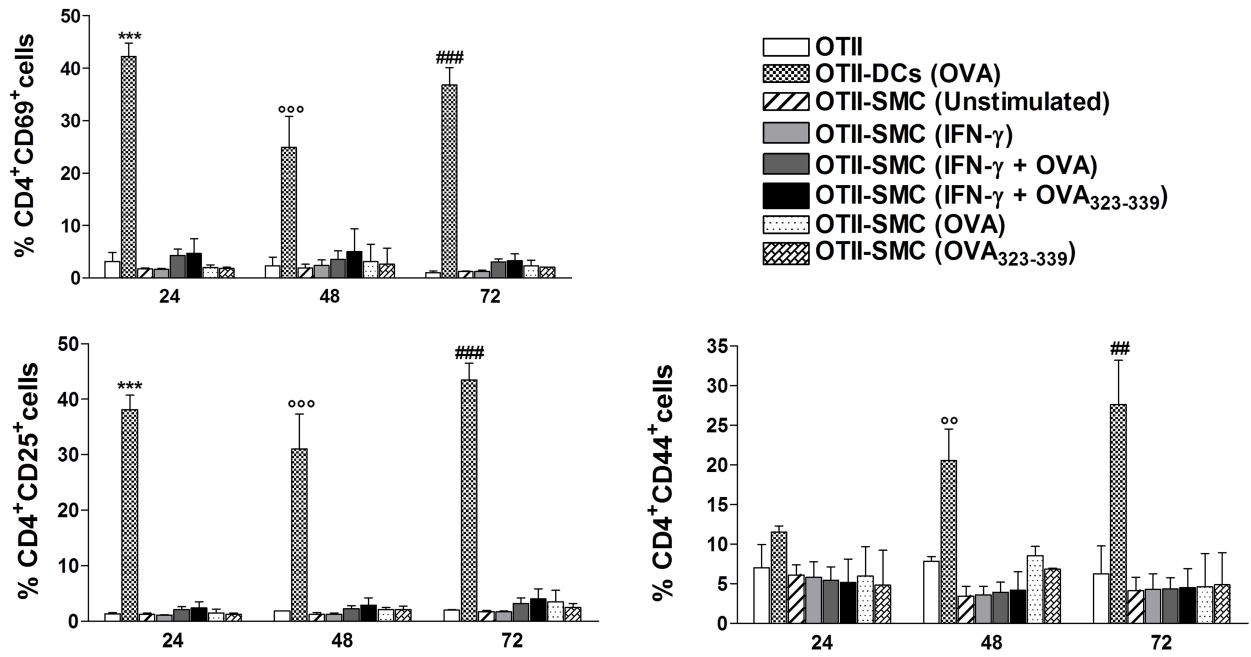 50
40
30
20
10
0
% CD4⁺CD69⁺cells
***
°°°
###
24 48 72
OTII
OTII-DCs (OVA)
OTII-SMC (Unstimulated)
OTII-SMC (IFN-γ)
OTII-SMC (IFN-γ + OVA)
OTII-SMC (IFN-γ + OVA₃₂₃₋₃₃₉)
OTII-SMC (OVA)
OTII-SMC (OVA₃₂₃₋₃₃₉)
50
40
30
20
10
0
% CD4⁺CD25⁺cells
***
°°°
###
24 48 72
35
30
25
20
15
10
5
0
% CD4⁺CD44⁺cells
°°
##
24 48 72